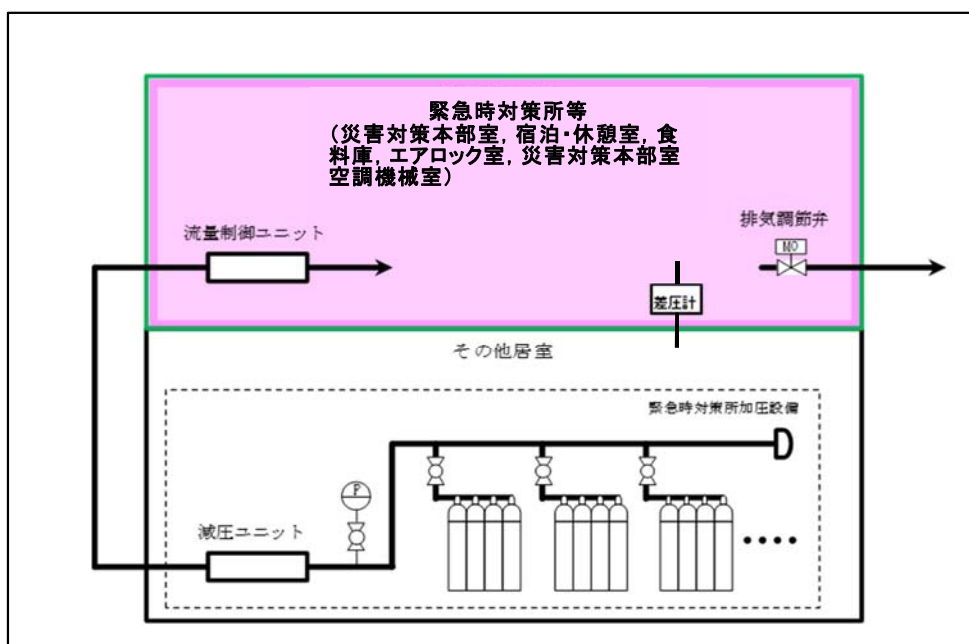 緊急時対策所等
（災害対策本部室，宿泊・休憩室，食
料庫，エアロック室，災害対策本部室
空調機械室）
排気調節弁
流量制御ユニット
MO
差圧計
その他居室
緊急時対策所加圧設備
P
減圧ユニット